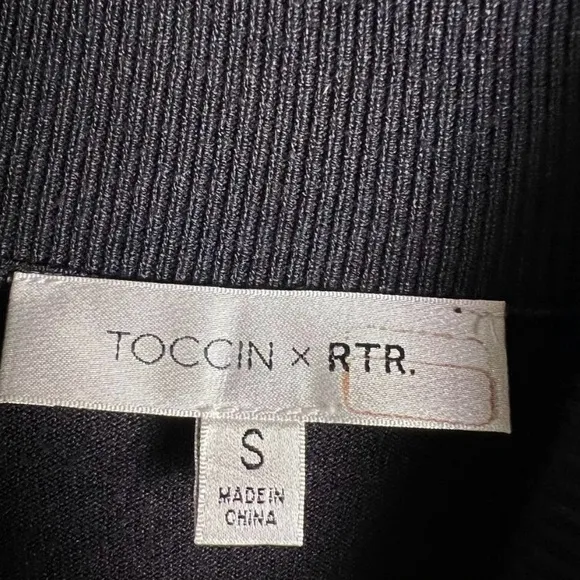 TOCCIN × RTR.
S
MADE IN
CHINA